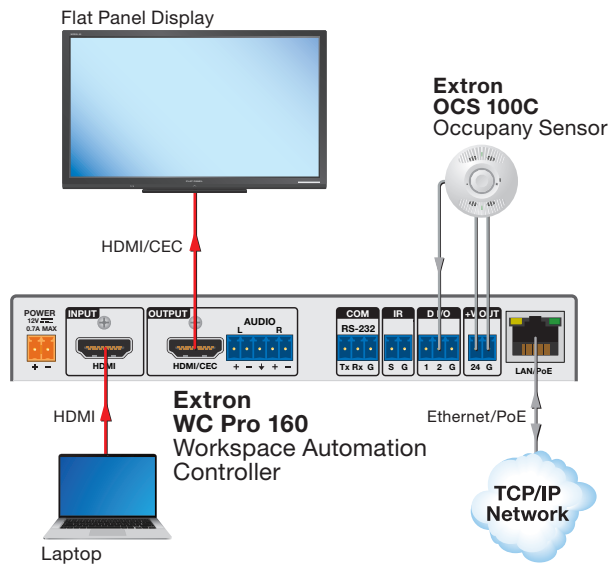 Flat Panel Display
Extron
OCS 100C
Occupany Sensor
HDMI/CEC
POWER
12V
0.7A MAX
+ -
INPUT
HDMI
OUTPUT
HDMI/CEC
AUDIO
L R
+ - + -
COM
RS-232
Tx Rx G
IR
S G
D I/O
1 2 G
+V OUT
24 G
LAN/PoE
HDMI
Extron
WC Pro 160
Workspace Automation
Controller
Ethernet/PoE
TCP/IP
Network
Laptop